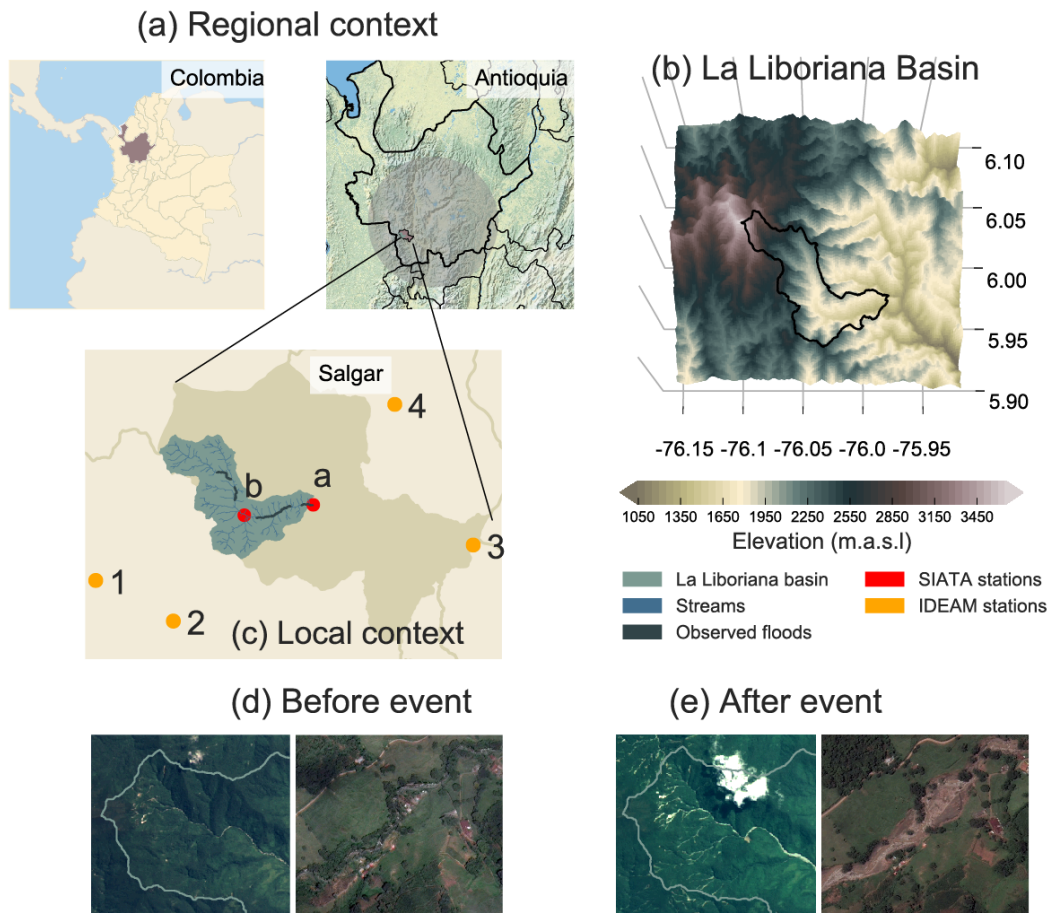 (a) Regional context
Colombia
Antioquia
(b) La Liboriana Basin
6.10
6.05
6.00
5.95
5.90
-76.15 -76.1 -76.05 -76.0 -75.95
1050 1350 1650 1950 2250 2550 2850 3150 3450
Elevation (m.a.s.l)
Salgar
4
b
a
3
1
2
(c) Local context
La Liboriana basin
Streams
Observed floods
SIATA stations
IDEAM stations
(d) Before event
(e) After event